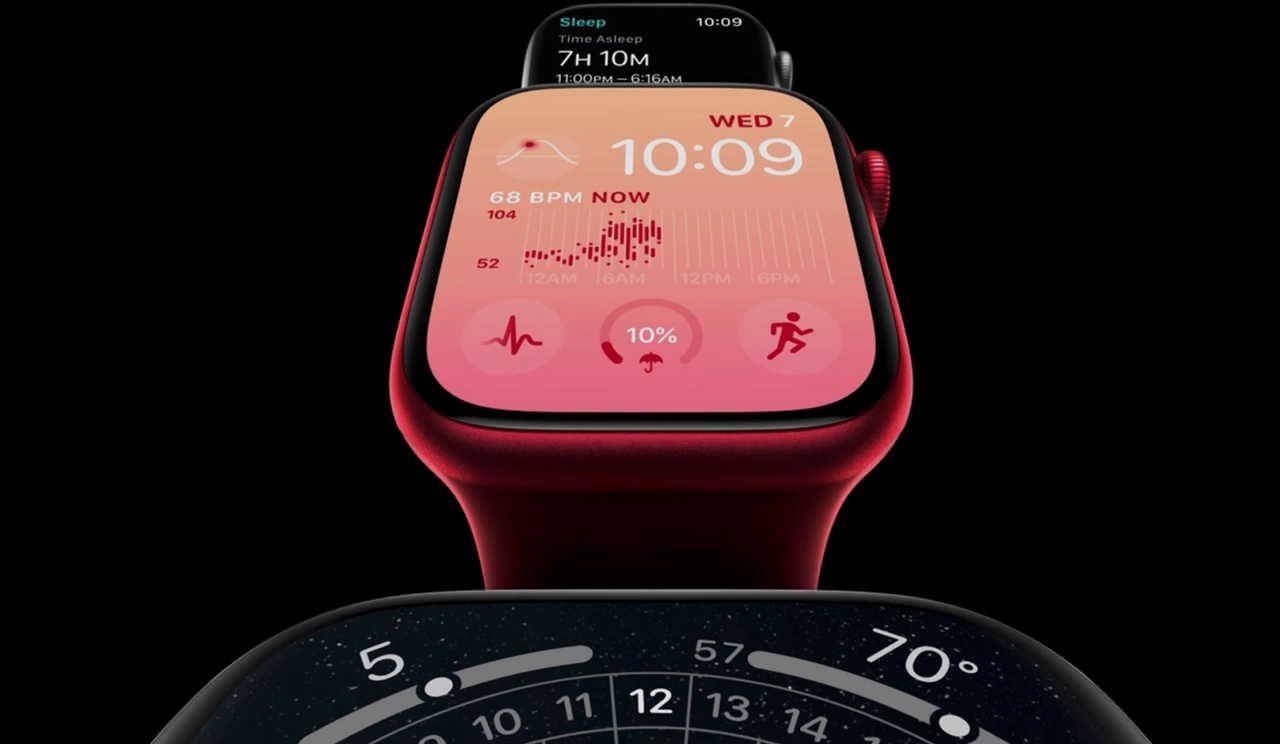 Sleep 10:09
Time Asleep
7H 10M
11:00PM – 6:16AM
WED 7
10:09
68 BPM NOW
104
52
12AM 6AM 12PM 6PM
10%
5 57 70°
10 11 12 13 14